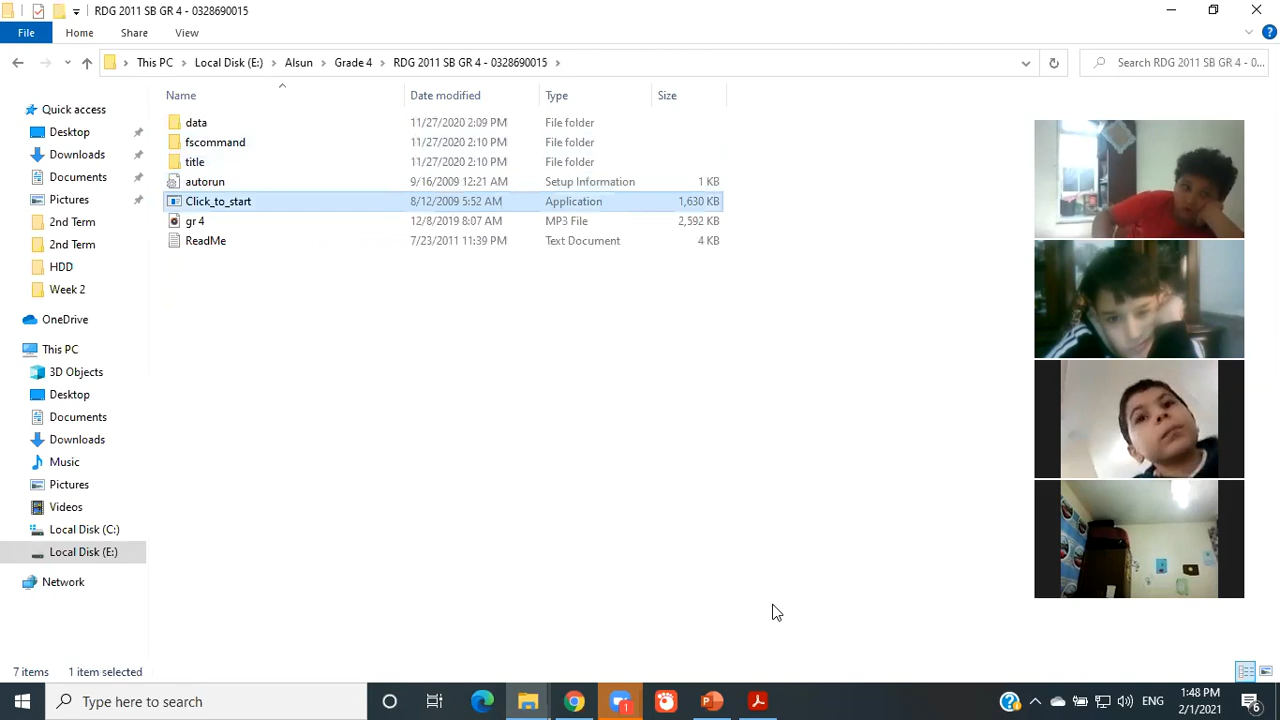 RDG 2011 SB GR 4 - 0328690015
File Home Share View
This PC Local Disk (E:) Alsun Grade 4 RDG 2011 SB GR 4 - 0328690015 Search RDG 2011 SB GR 4 - 0...
Name Date modified Type Size
Quick access
Desktop
Downloads
Documents
Pictures
2nd Term
2nd Term
HDD
Week 2
OneDrive
This PC
3D Objects
Desktop
Documents
Downloads
Music
Pictures
Videos
Local Disk (C:)
Local Disk (E:)
Network
data 11/27/2020 2:09 PM File folder
fscommand 11/27/2020 2:10 PM File folder
title 11/27/2020 2:10 PM File folder
autorun 9/16/2009 12:21 AM Setup Information 1 KB
Click_to_start 8/12/2009 5:52 AM Application 1,630 KB
gr 4 12/8/2019 8:07 AM MP3 File 2,592 KB
ReadMe 7/23/2011 11:39 PM Text Document 4 KB
7 items 1 item selected
Type here to search 1 ENG 1:48 PM 6
2/1/2021